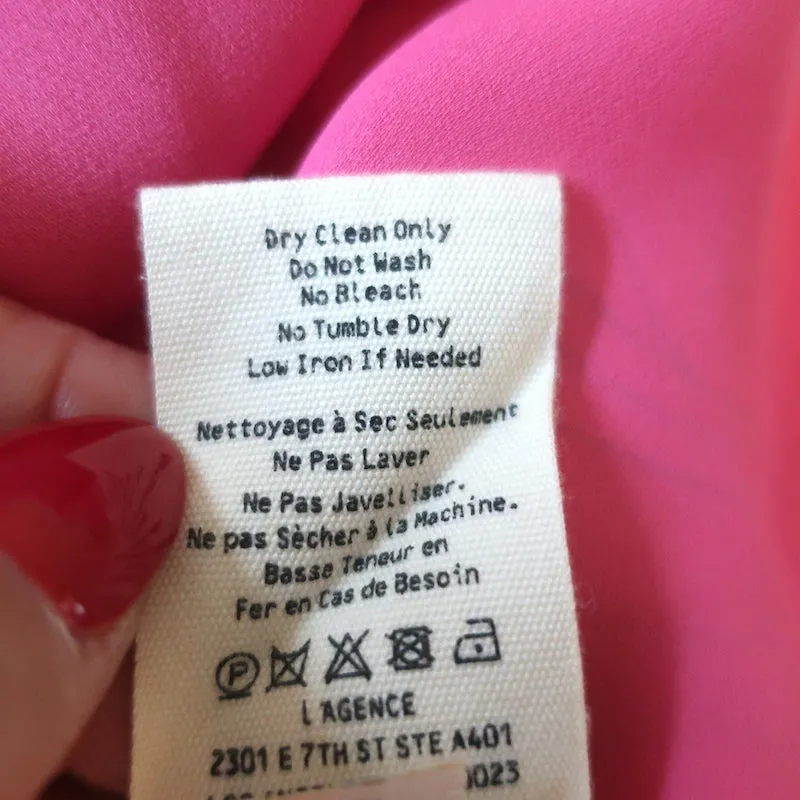 Dry Clean Only
Do Not Wash
No Bleach
No Tumble Dry
Low Iron If Needed
Nettoyage à Sec Seulement
Ne Pas Laver
Ne Pas Javelliser.
Ne pas Sècher à la Machine.
Basse Teneur en
Fer en Cas de Besoin
P
L'AGENCE
2301 E 7TH ST STE A401